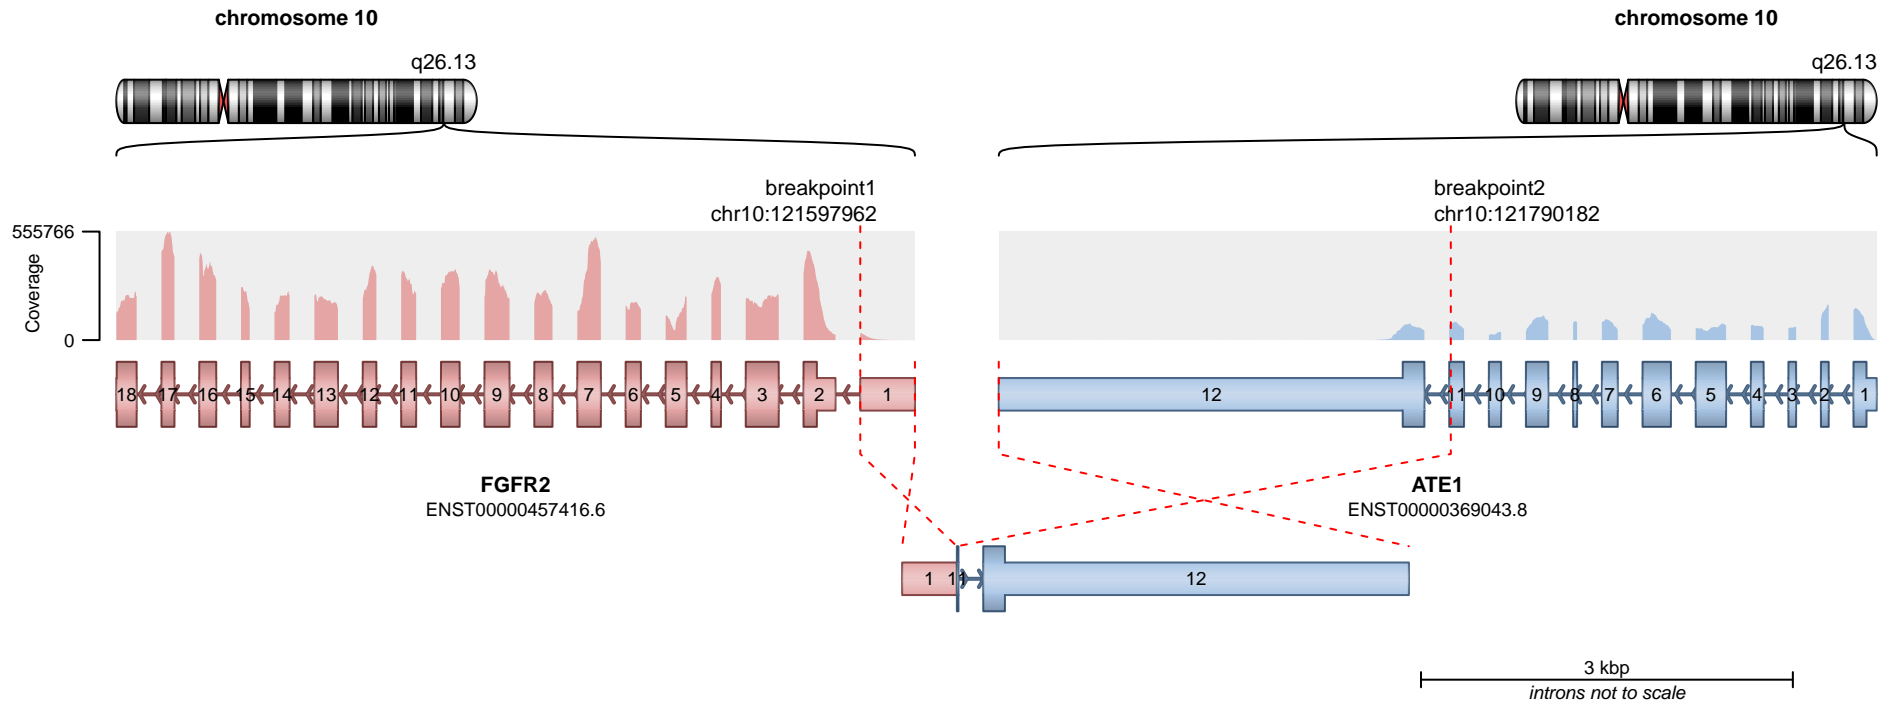 chromosome 10
chromosome 10
q26.13
q26.13
breakpoint1
chr10:121597962
breakpoint2
chr10:121790182
555766
Coverage
0
18 17 16 15 14 13 12 11 10 9 8 7 6 5 4 3 2 1
12 11 10 9 8 7 6 5 4 3 2 1
FGFR2
ENST00000457416.6
ATE1
ENST00000369043.8
1 11 12
3 kbp
introns not to scale